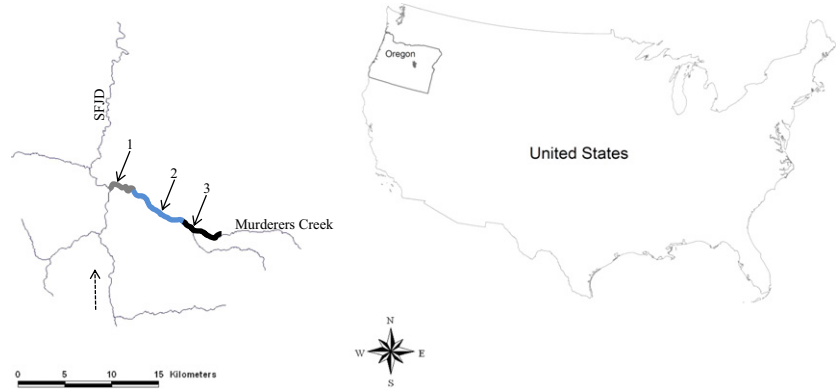 SFJD
1
2
3
Murderers Creek
Oregon
United States
N
W E
S
0 5 10 15 Kilometers